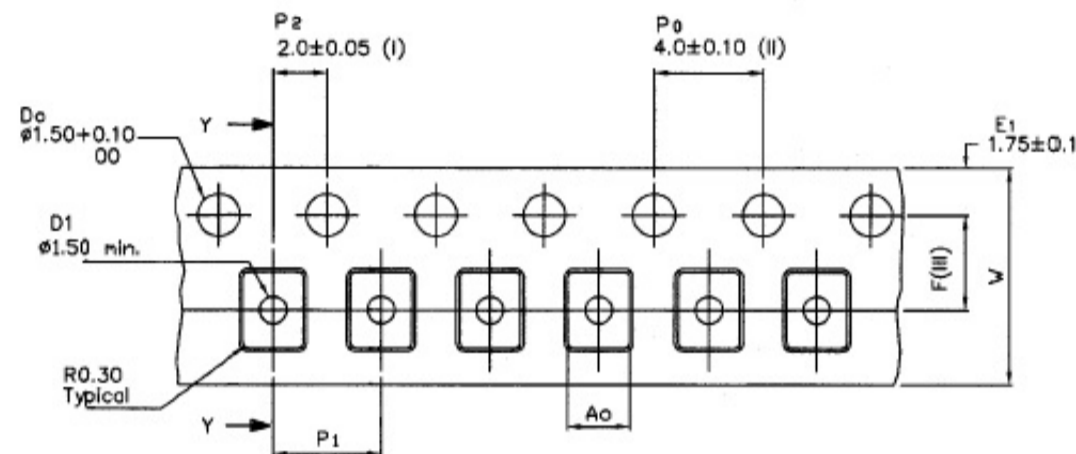 P2
2.0±0.05 (I)
P0
4.0±0.10 (II)
Do
ø1.50+0.10
00
Y
E1
1.75±0.1
D1
ø1.50 min.
F(III)
W
R0.30
Typical
Y
P1
Ao